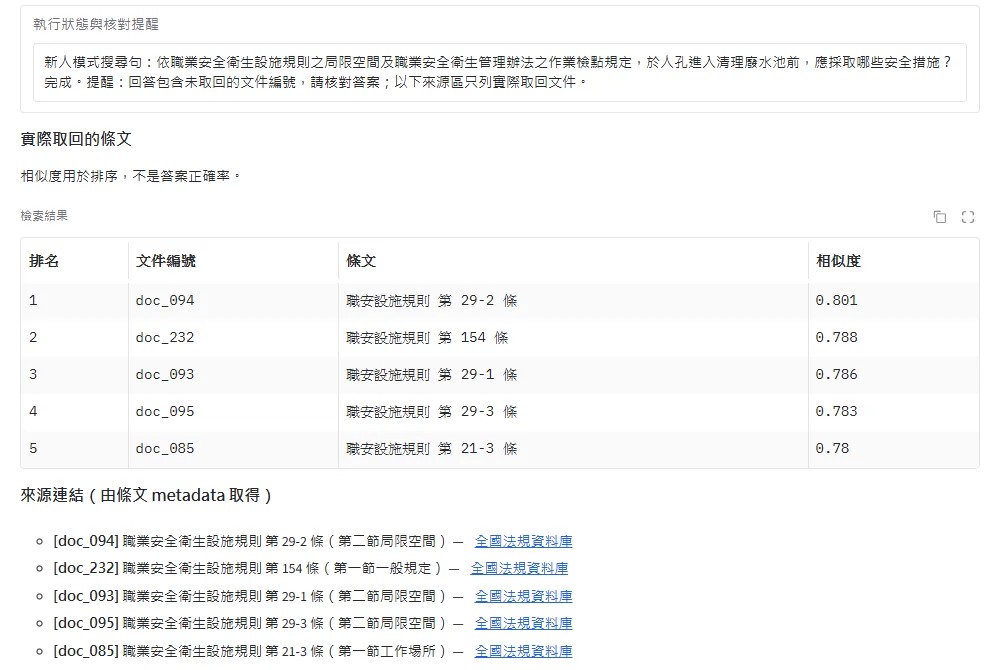 執行狀態與核對提醒
新人模式搜尋句：依職業安全衛生設施規則之局限空間及職業安全衛生管理辦法之作業檢點規定，於人孔進入清理廢水池前，應採取哪些安全措施？
完成。提醒：回答包含未取回的文件編號，請核對答案；以下來源區只列實際取回文件。
實際取回的條文
相似度用於排序，不是答案正確率。
檢索結果
排名 文件編號 條文 相似度
1 doc_094 職安設施規則 第 29-2 條 0.801
2 doc_232 職安設施規則 第 154 條 0.788
3 doc_093 職安設施規則 第 29-1 條 0.786
4 doc_095 職安設施規則 第 29-3 條 0.783
5 doc_085 職安設施規則 第 21-3 條 0.78
來源連結（由條文 metadata 取得）
[doc_094] 職業安全衛生設施規則 第 29-2 條（第二節局限空間）— 全國法規資料庫
[doc_232] 職業安全衛生設施規則 第 154 條（第一節一般規定）— 全國法規資料庫
[doc_093] 職業安全衛生設施規則 第 29-1 條（第二節局限空間）— 全國法規資料庫
[doc_095] 職業安全衛生設施規則 第 29-3 條（第二節局限空間）— 全國法規資料庫
[doc_085] 職業安全衛生設施規則 第 21-3 條（第一節工作場所）— 全國法規資料庫